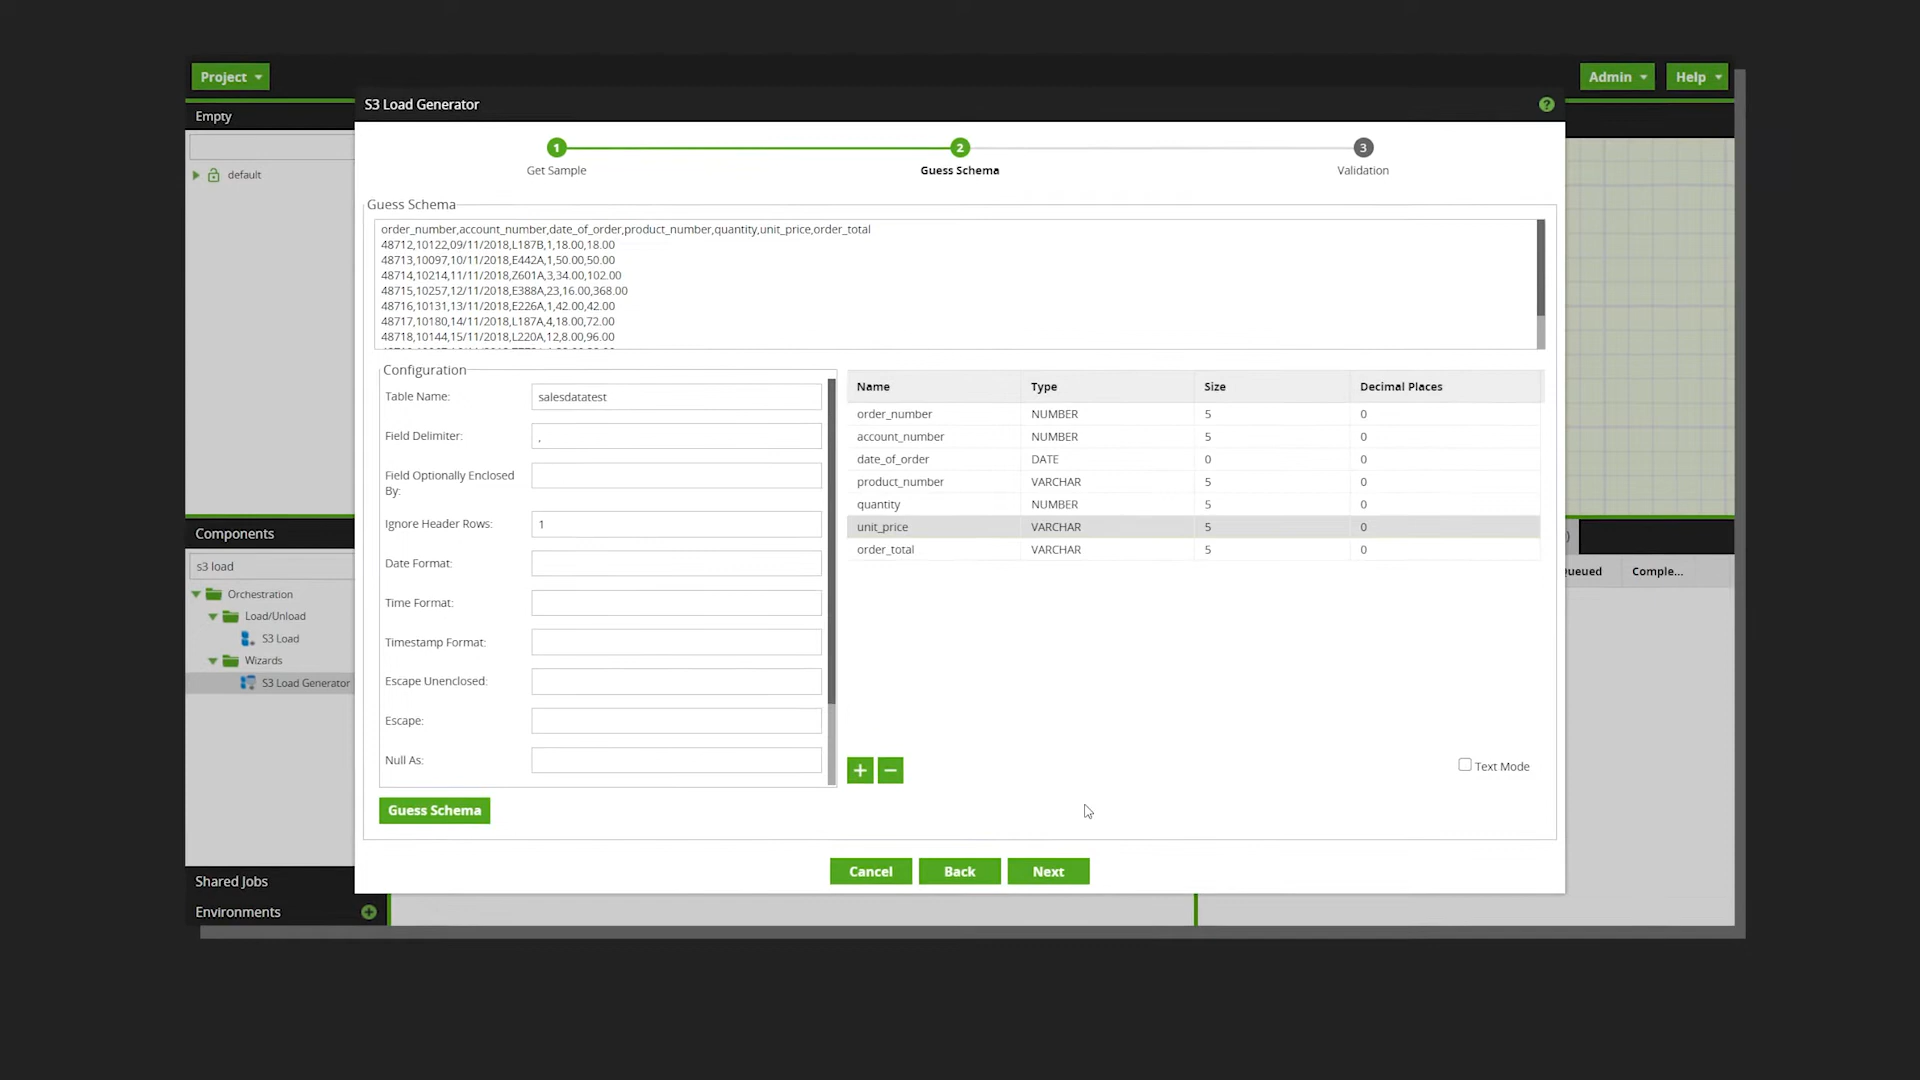 Project
Admin
Help
S3 Load Generator
?
Empty
1
2
3
Get Sample
Guess Schema
Validation
default
Guess Schema
order_number,account_number,date_of_order,product_number,quantity,unit_price,order_total
48712,10122,09/11/2018,L187B,1,18.00,18.00
48713,10097,10/11/2018,E442A,1,50.00,50.00
48714,10214,11/11/2018,Z601A,3,34.00,102.00
48715,10257,12/11/2018,E388A,23,16.00,368.00
48716,10131,13/11/2018,E226A,1,42.00,42.00
48717,10180,14/11/2018,L187A,4,18.00,72.00
48718,10144,15/11/2018,L220A,12,8.00,96.00
Configuration
Table Name: salesdatatest
Field Delimiter: ,
Field Optionally Enclosed
By:
Ignore Header Rows: 1
Date Format:
Time Format:
Timestamp Format:
Escape Unenclosed:
Escape:
Null As:
Name Type Size Decimal Places
order_number NUMBER 5 0
account_number NUMBER 5 0
date_of_order DATE 0 0
product_number VARCHAR 5 0
quantity NUMBER 5 0
unit_price VARCHAR 5 0
order_total VARCHAR 5 0
Text Mode
Guess Schema
Cancel
Back
Next
Components
s3 load
Orchestration
Load/Unload
S3 Load
Wizards
S3 Load Generator
Shared Jobs
Environments
Comple...